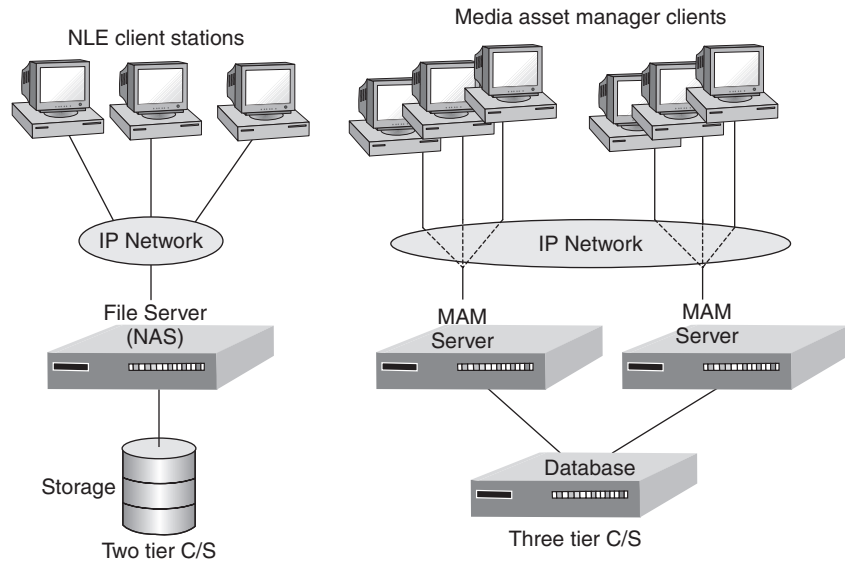 NLE client stations
Media asset manager clients
IP Network
IP Network
File Server
(NAS)
MAM
Server
MAM
Server
Storage
Database
Two tier C/S
Three tier C/S